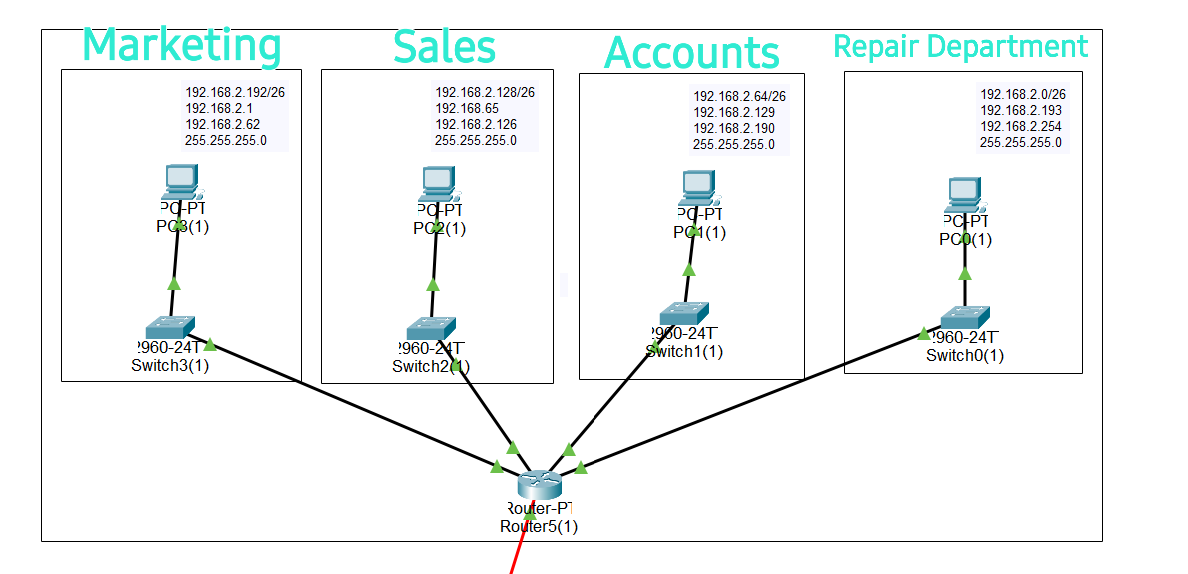 Marketing
Sales
Accounts
Repair Department
192.168.2.192/26
192.168.2.1
192.168.2.62
255.255.255.0
192.168.2.128/26
192.168.65
192.168.2.126
255.255.255.0
192.168.2.64/26
192.168.2.129
192.168.2.190
255.255.255.0
192.168.2.0/26
192.168.2.193
192.168.2.254
255.255.255.0
PC-PT
PC3(1)
PC-PT
PC2(1)
PC-PT
PC1(1)
PC-PT
PC0(1)
2960-24T
Switch3(1)
2960-24T
Switch2(1)
2960-24T
Switch1(1)
2960-24T
Switch0(1)
Router-PT
Router5(1)